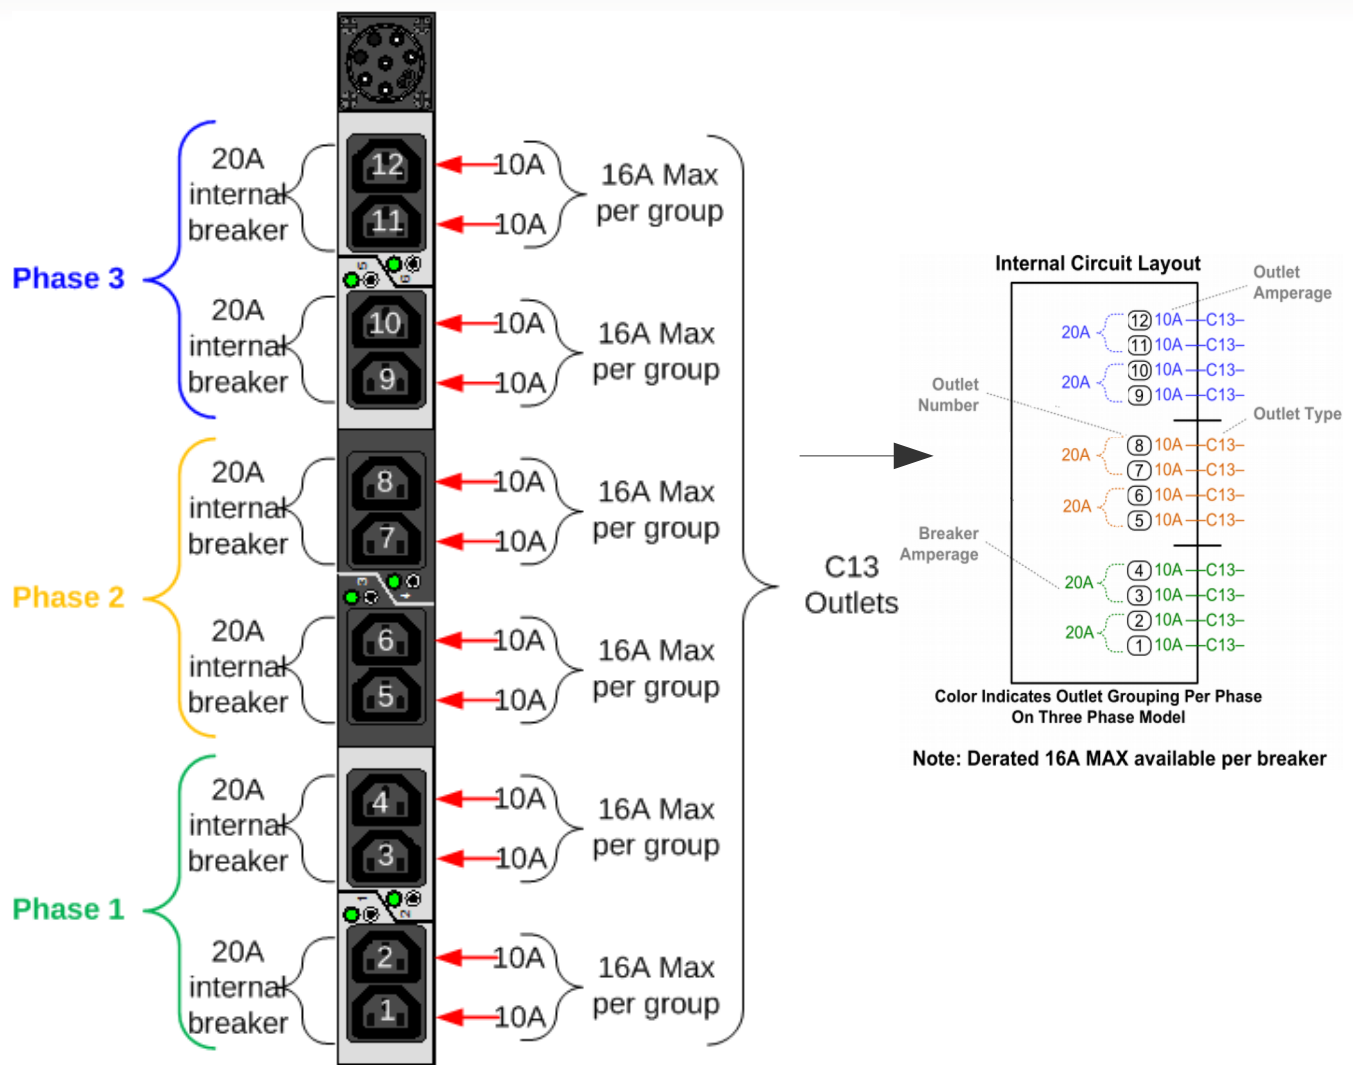 Phase 3
20A
internal
breaker
12
11
10A
10A
16A Max
per group
5
6
20A
internal
breaker
10
9
10A
10A
16A Max
per group
Phase 2
20A
internal
breaker
8
7
10A
10A
16A Max
per group
3
4
20A
internal
breaker
6
5
10A
10A
16A Max
per group
Phase 1
20A
internal
breaker
4
3
10A
10A
16A Max
per group
1
2
20A
internal
breaker
2
1
10A
10A
16A Max
per group
C13
Outlets
Internal Circuit Layout
Outlet
Amperage
20A
12 10A C13
11 10A C13
20A
10 10A C13
9 10A C13
Outlet
Number
Outlet Type
20A
8 10A C13
7 10A C13
20A
6 10A C13
5 10A C13
Breaker
Amperage
20A
4 10A C13
3 10A C13
20A
2 10A C13
1 10A C13
Color Indicates Outlet Grouping Per Phase
On Three Phase Model
Note: Derated 16A MAX available per breaker